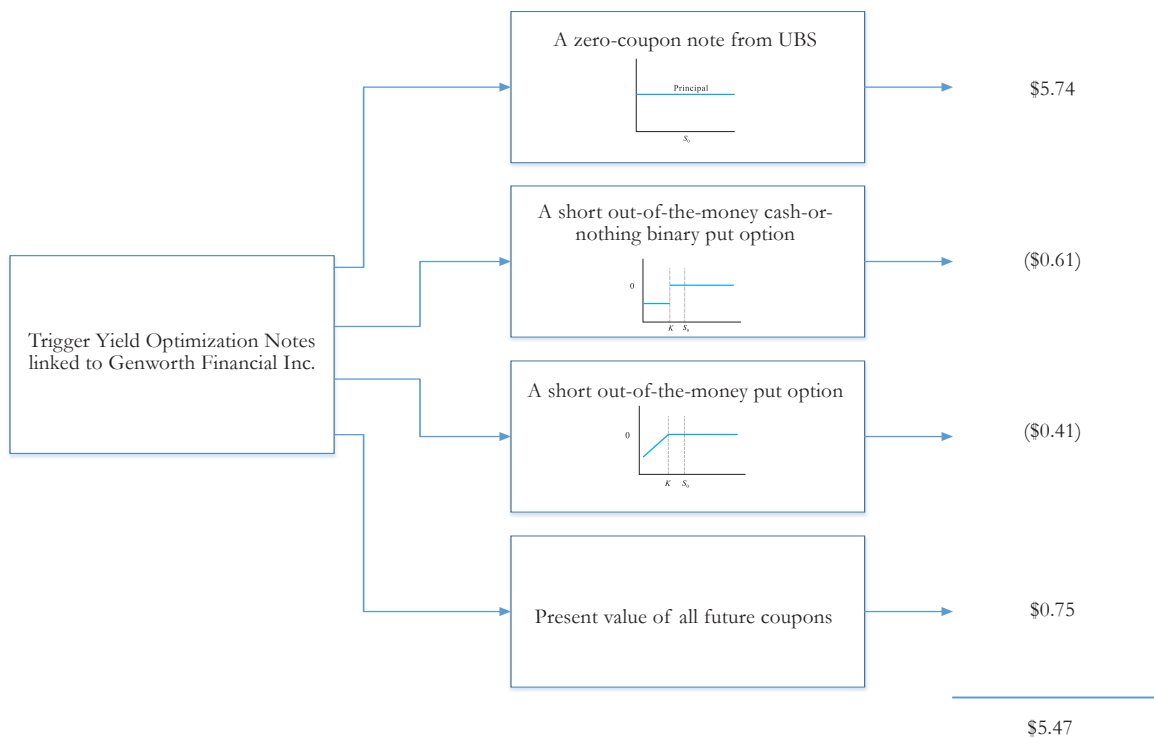 A zero-coupon note from UBS
Principal
S₀
$5.74
A short out-of-the-money cash-or-
nothing binary put option
0
K S₀
($0.61)
Trigger Yield Optimization Notes
linked to Genworth Financial Inc.
A short out-of-the-money put option
0
K S₀
($0.41)
Present value of all future coupons
$0.75
$5.47